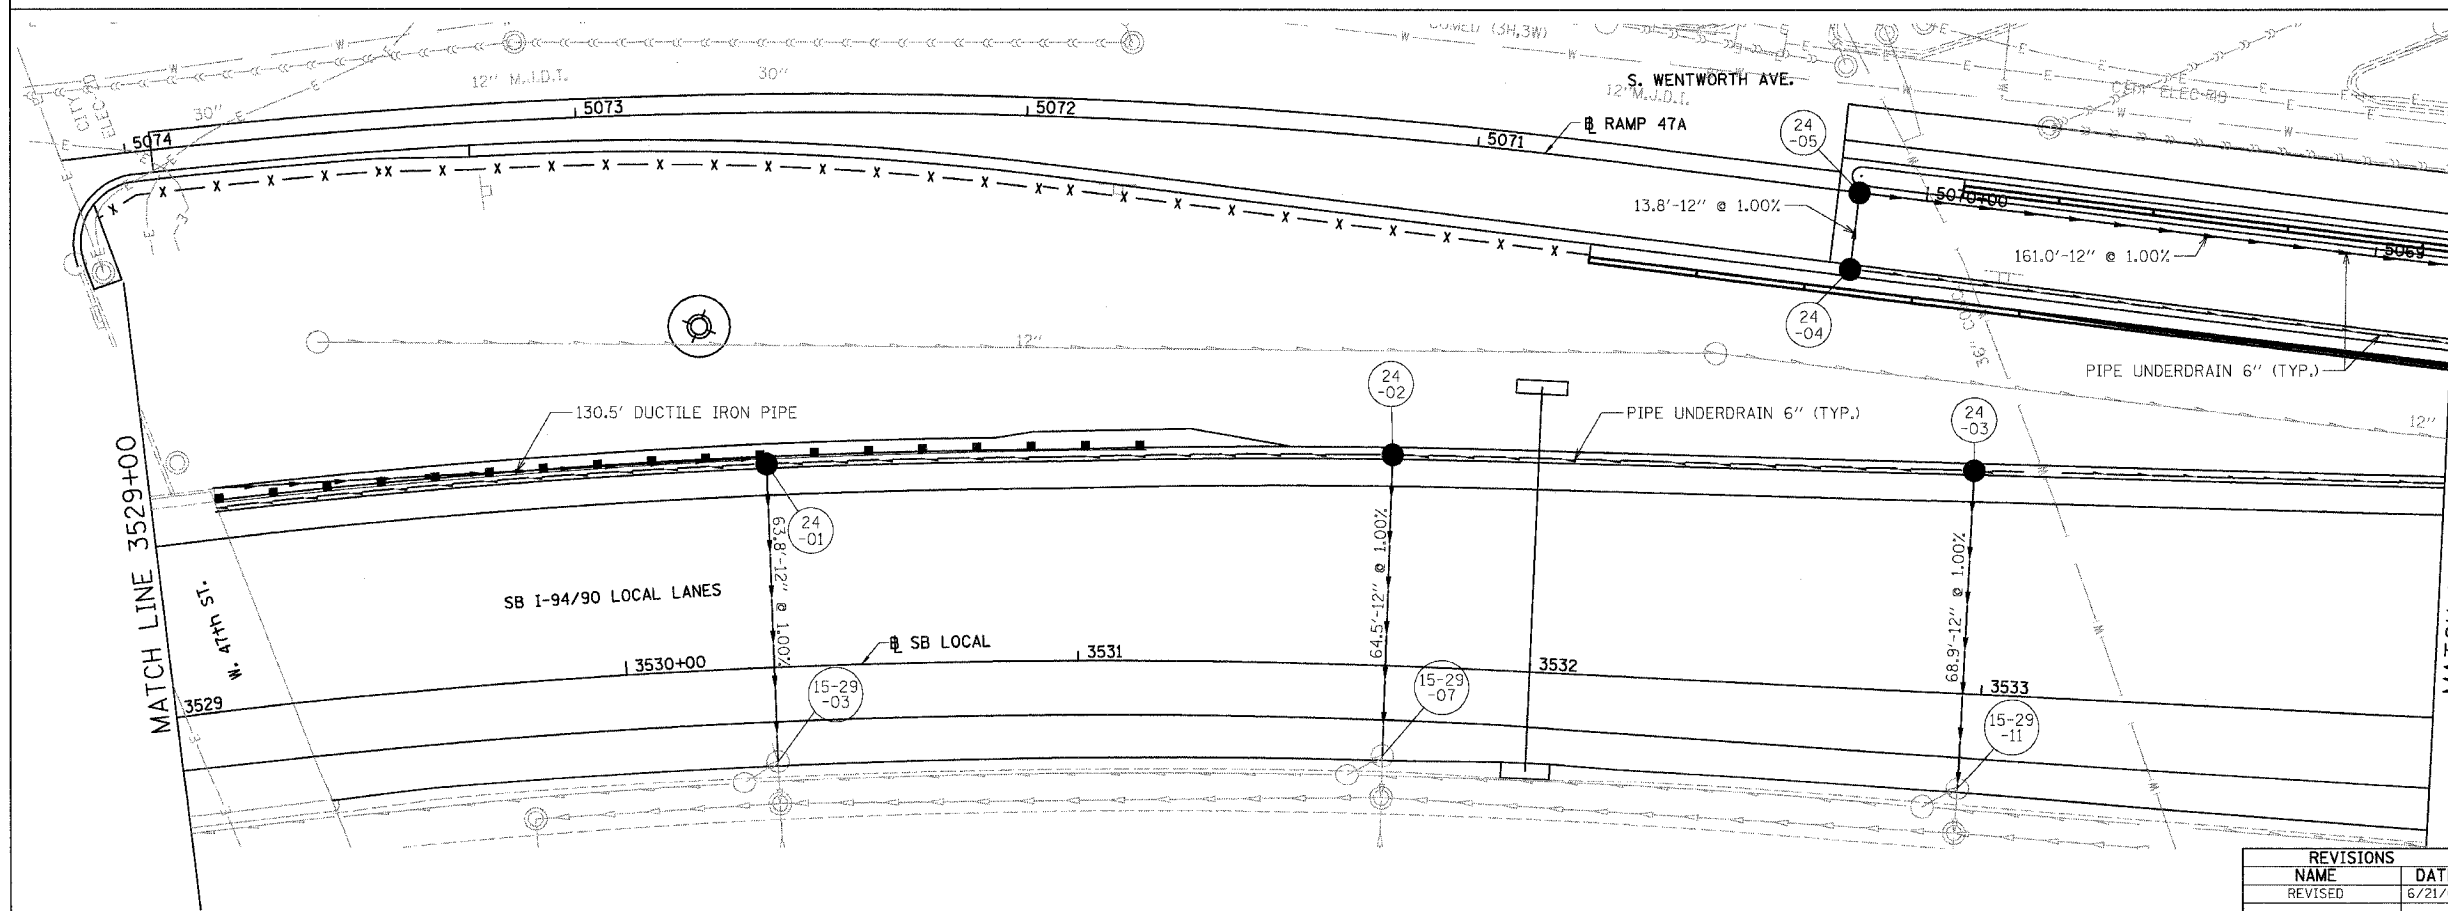 COMED (3H,3W)
12" M.J.D.T.
30"
S. WENTWORTH AVE.
12" M.J.D.T.
CITY ELEC
30"
5074
5073
5072
5071
℄ RAMP 47A
24 -05
5070+00
13.8'-12" @ 1.00%
161.0'-12" @ 1.00%
5069
24 -04
12"
36"
PIPE UNDERDRAIN 6" (TYP.)
130.5' DUCTILE IRON PIPE
24 -02
PIPE UNDERDRAIN 6" (TYP.)
24 -03
12"
MATCH LINE 3529+00
24 -01
63.8'-12" @ 1.00%
64.5'-12" @ 1.00%
68.9'-12" @ 1.00%
W. 47th ST.
SB I-94/90 LOCAL LANES
℄ SB LOCAL
3529
3530+00
3531
3532
3533
15-29 -03
15-29 -07
15-29 -11
REVISIONS
NAME
REVISED 6/21/